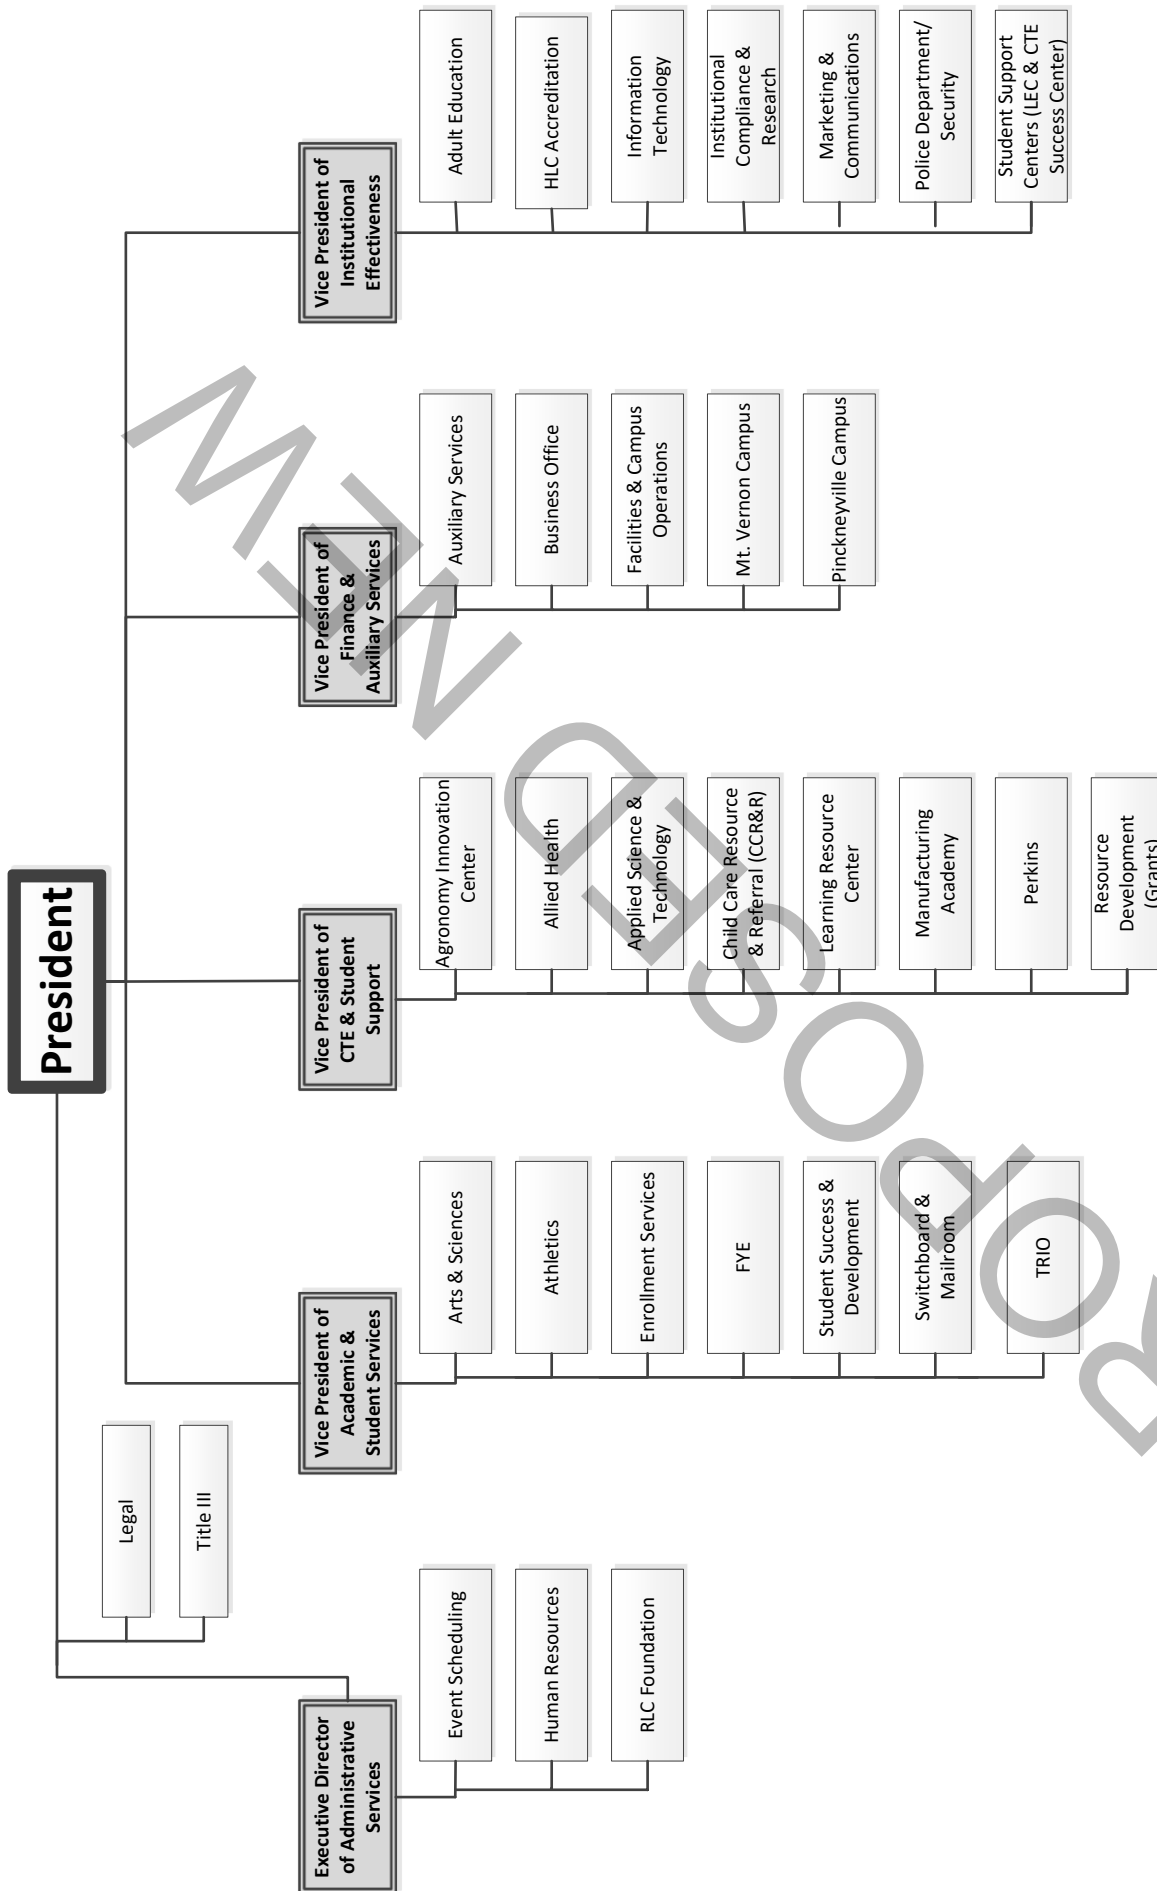 President
Legal
Title III
Executive Director
of Administrative
Services
Event Scheduling
Human Resources
RLC Foundation
Vice President of
Academic &
Student Services
Arts & Sciences
Athletics
Enrollment Services
FYE
Student Success &
Development
Switchboard &
Mailroom
TRIO
Vice President of
CTE & Student
Support
Agronomy Innovation
Center
Allied Health
Applied Science &
Technology
Child Care Resource
& Referral (CCR&R)
Learning Resource
Center
Manufacturing
Academy
Perkins
Resource
Development
(Grants)
Vice President of
Finance &
Auxiliary Services
Auxiliary Services
Business Office
Facilities & Campus
Operations
Mt. Vernon Campus
Pinckneyville Campus
Vice President of
Institutional
Effectiveness
Adult Education
HLC Accreditation
Information
Technology
Institutional
Compliance &
Research
Marketing &
Communications
Police Department/
Security
Student Support
Centers (LEC & CTE
Success Center)
ROPOSED NEW